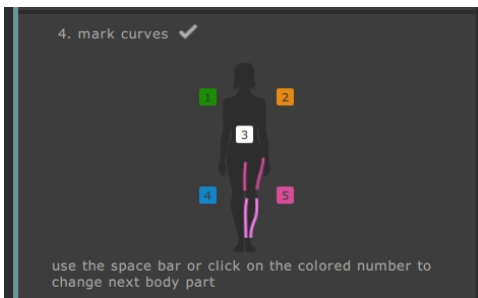 4. mark curves
1
2
3
4
5
use the space bar or click on the colored number to
change next body part